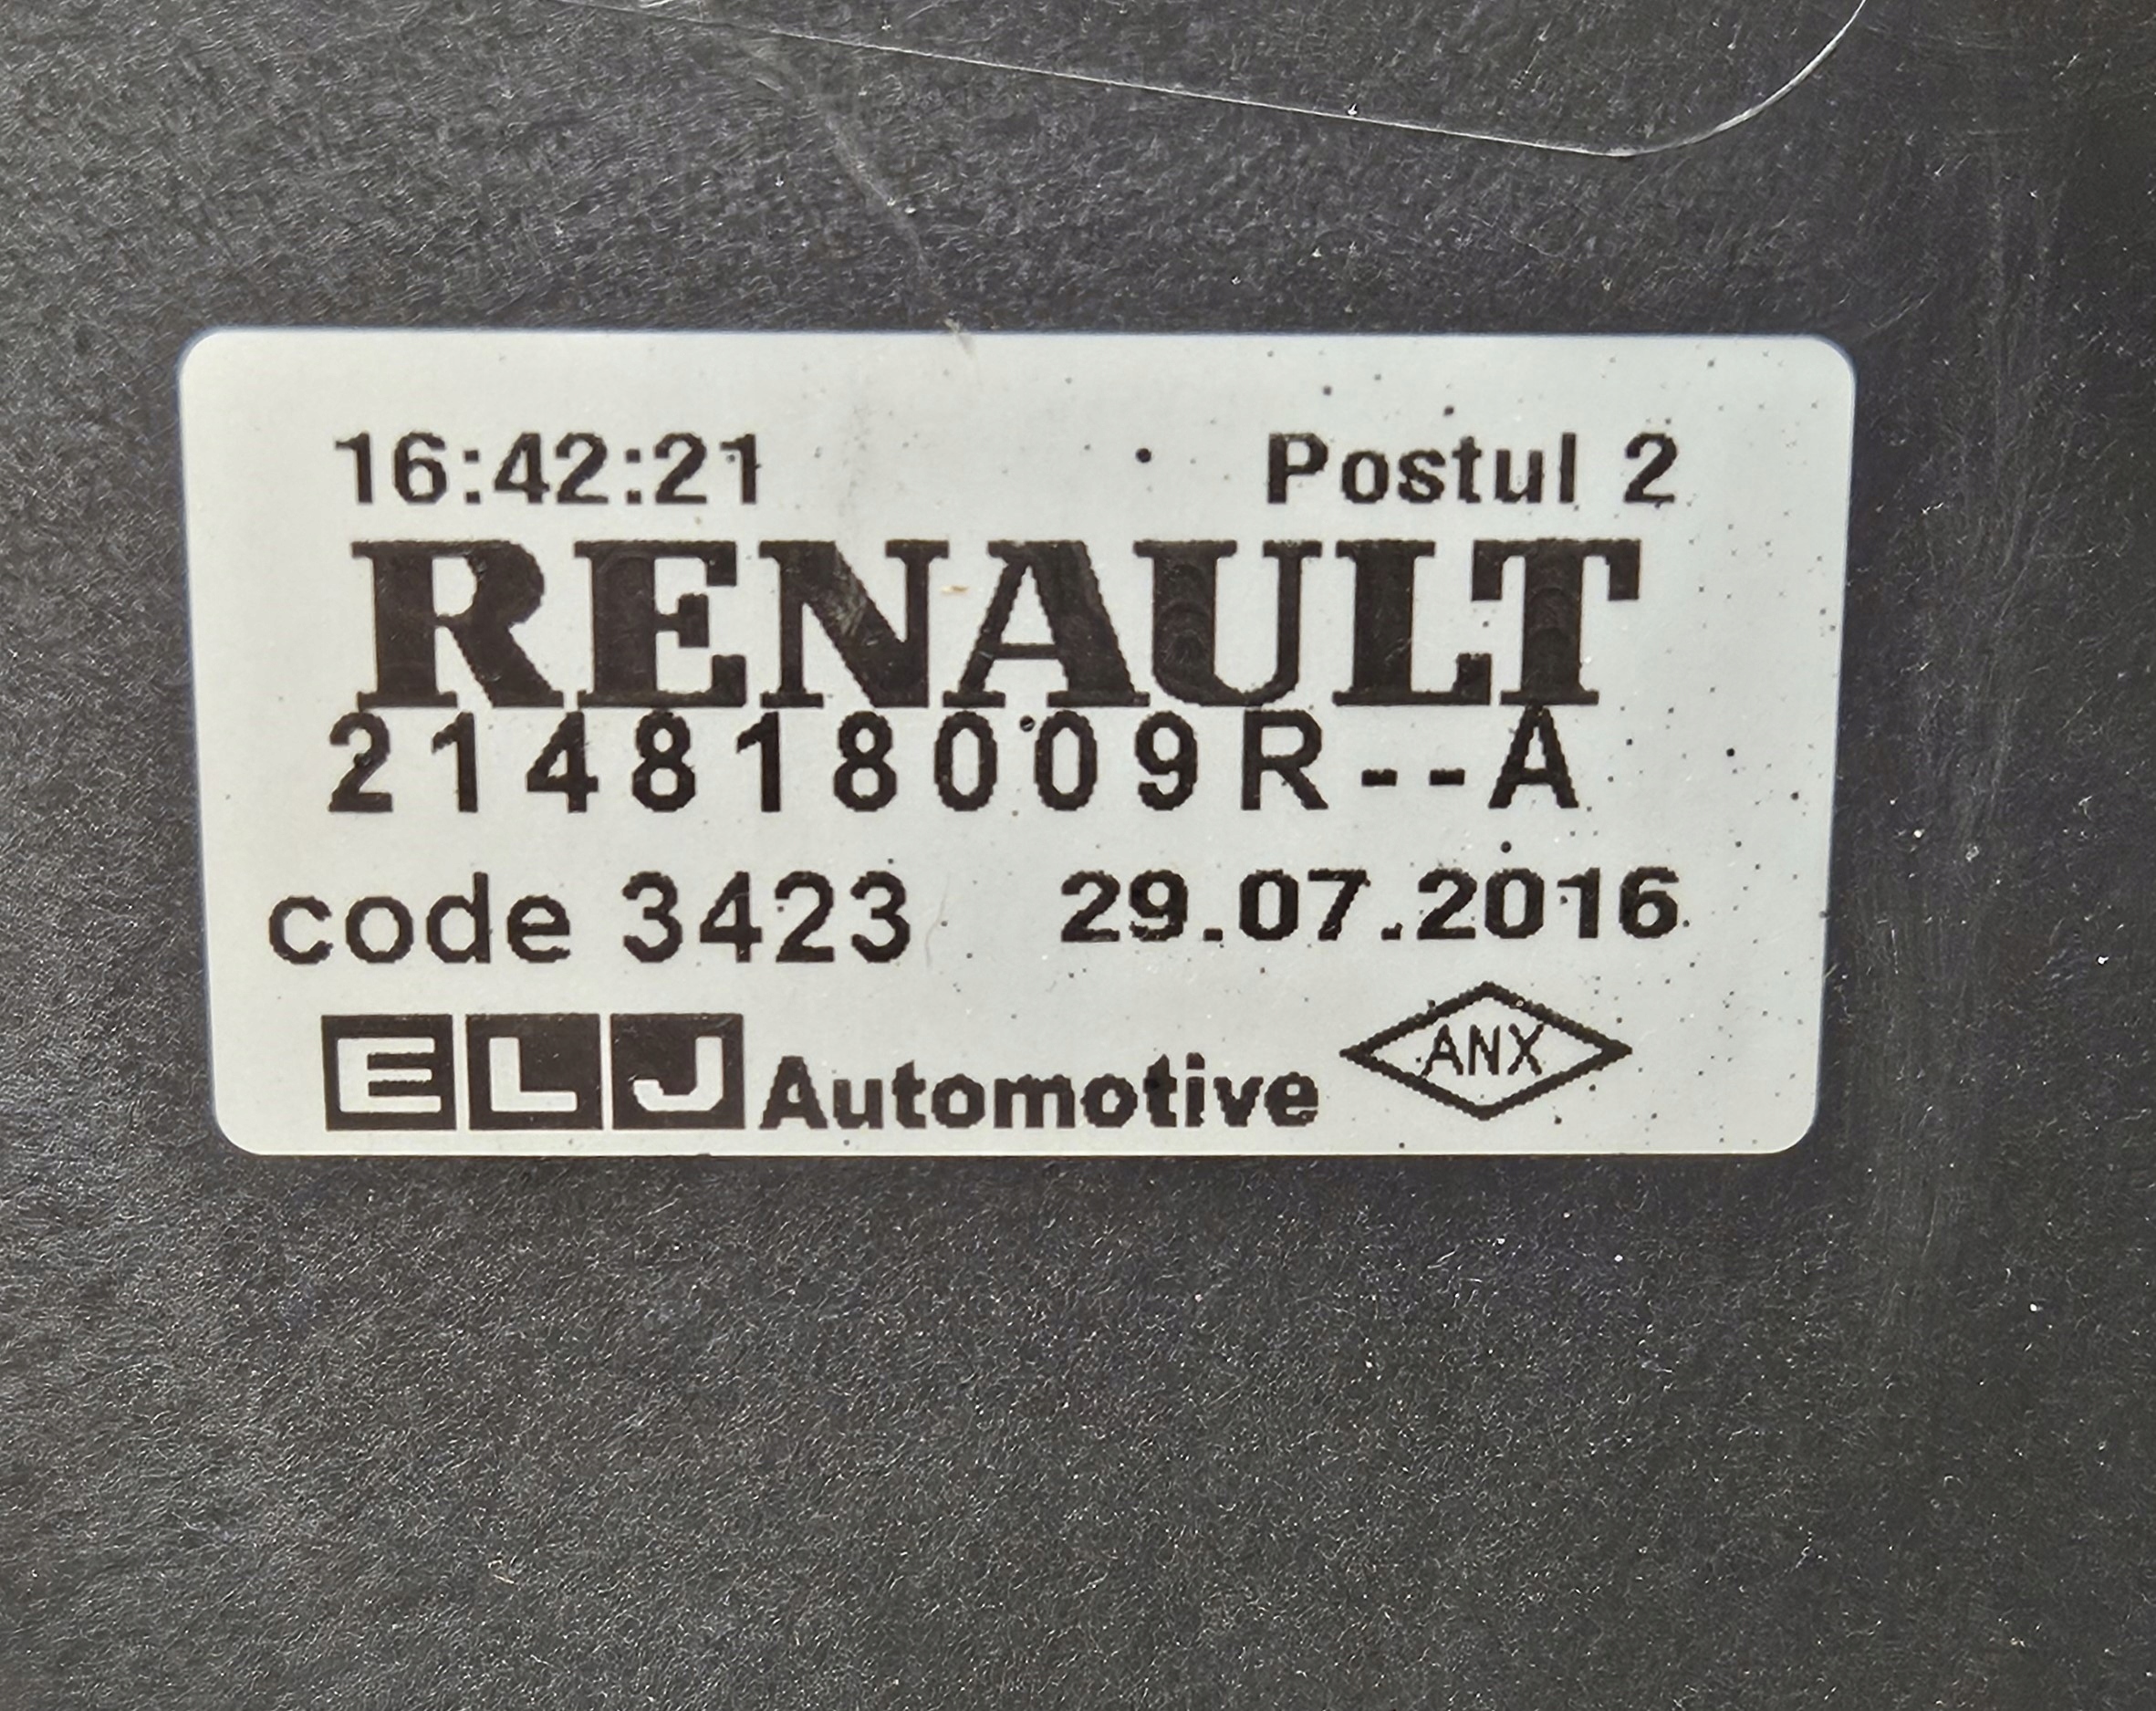 16:42:21 Postul 2
RENAULT
214818009R--A
code 3423 29.07.2016
ELJ Automotive ANX